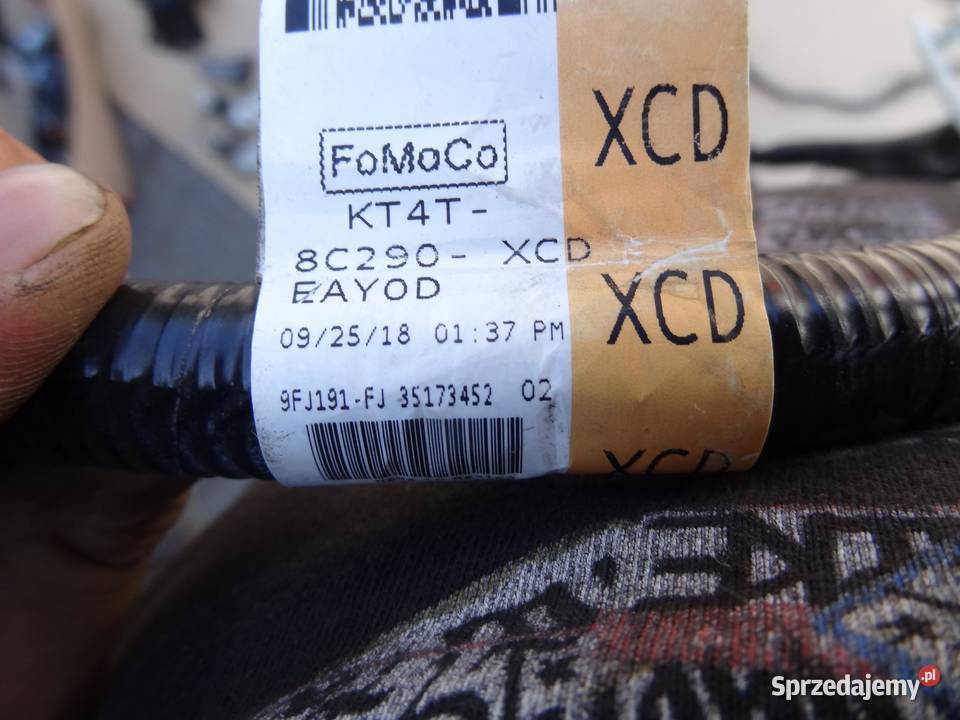 FoMoCo
KT4T-
8C290- XCD
EAYOD
09/25/18 01:37 PM
9FJ191-FJ 35173452 02
XCD
XCD
XCD
Sprzedajemy.pl